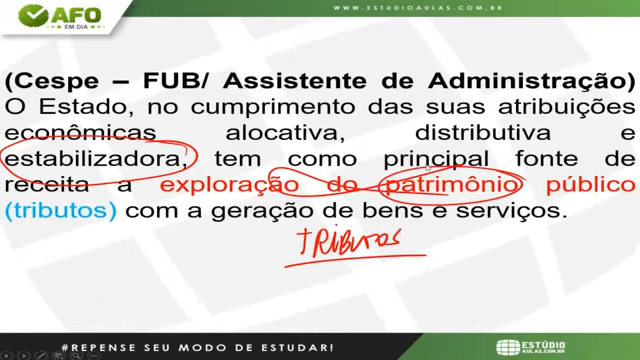 AFO
EM DIA
WWW.ESTUDIOAULAS.COM.BR
(Cespe – FUB/ Assistente de Administração)
O Estado, no cumprimento das suas atribuições
econômicas alocativa, distributiva e
estabilizadora, tem como principal fonte de
receita a exploração do patrimônio público
(tributos) com a geração de bens e serviços.
TRIBUTOS
#REPENSE SEU MODO DE ESTUDAR!
ESTÚDIO
AULAS.COM.BR